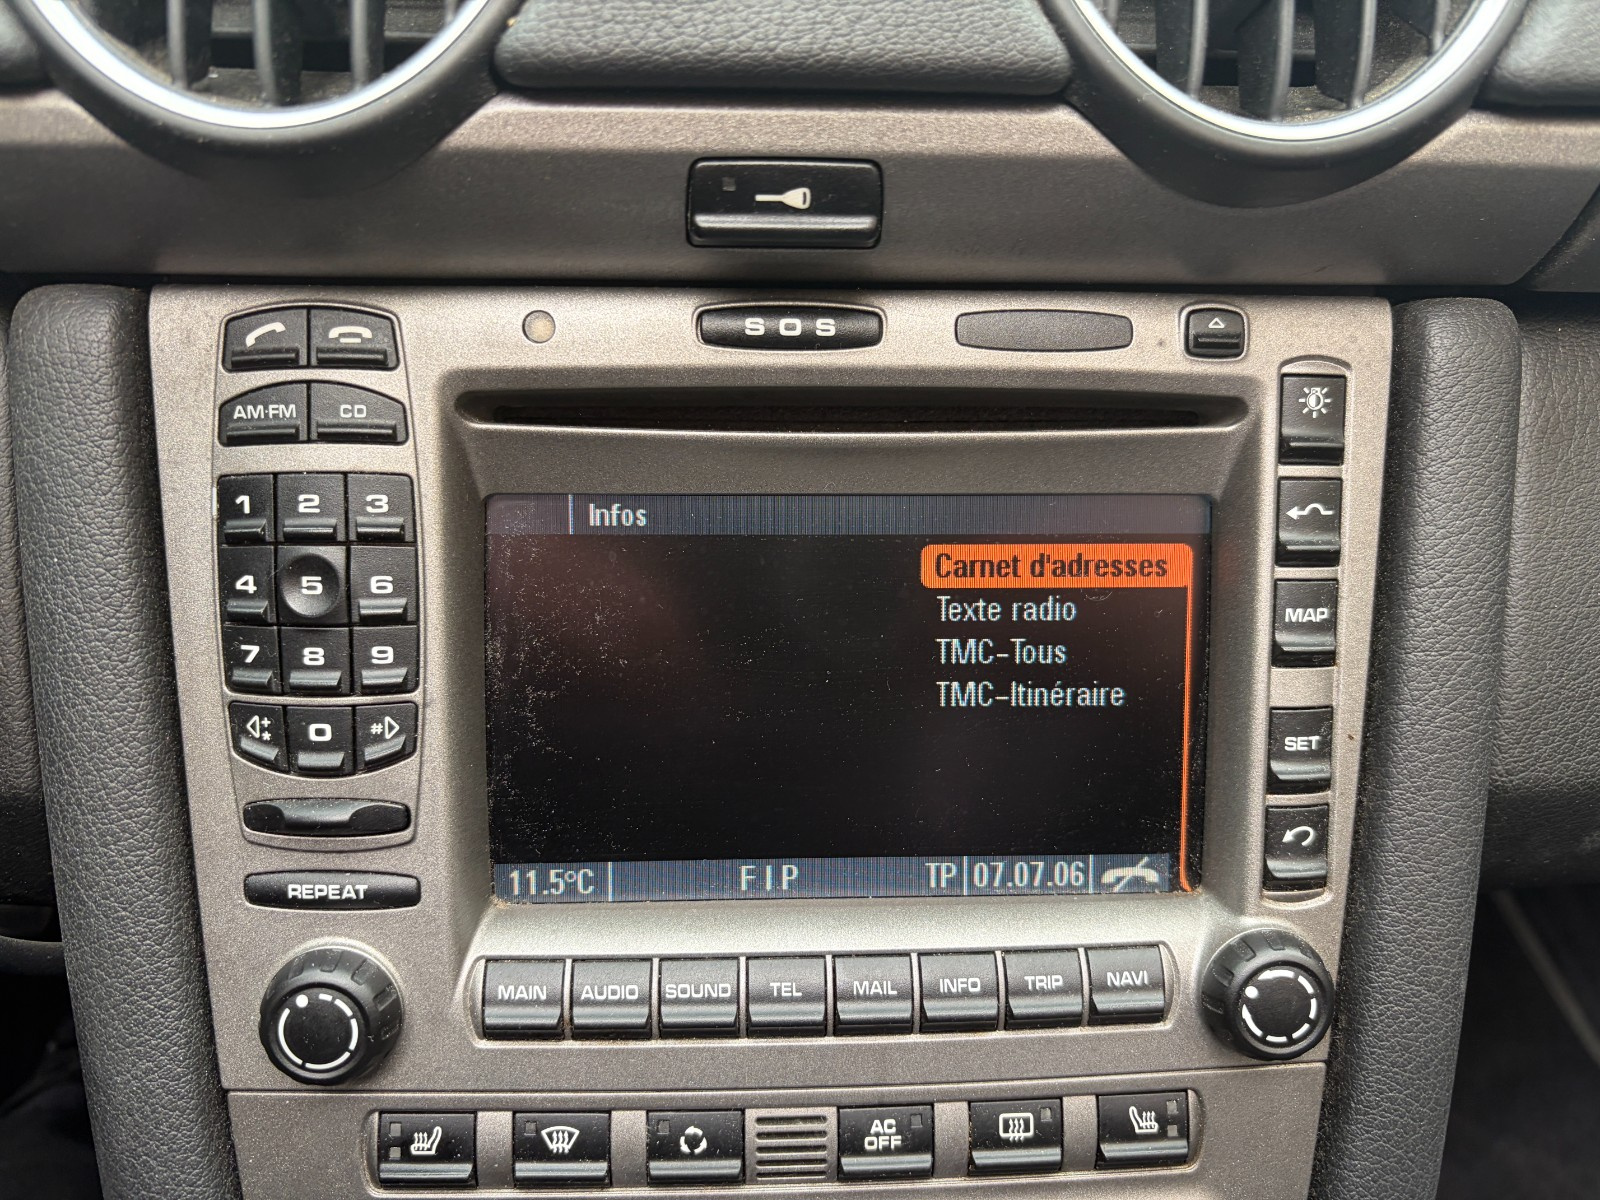 SOS
AM·FM CD
1 2 3
4 5 6
7 8 9
+* 0 #
REPEAT
Infos
Carnet d'adresses
Texte radio
TMC-Tous
TMC-Itinéraire
11.5°C FIP TP 07.07.06
MAP
SET
MAIN AUDIO SOUND TEL MAIL INFO TRIP NAVI
AC
OFF